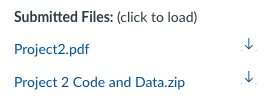 Submitted Files: (click to load)
Project2.pdf
Project 2 Code and Data.zip